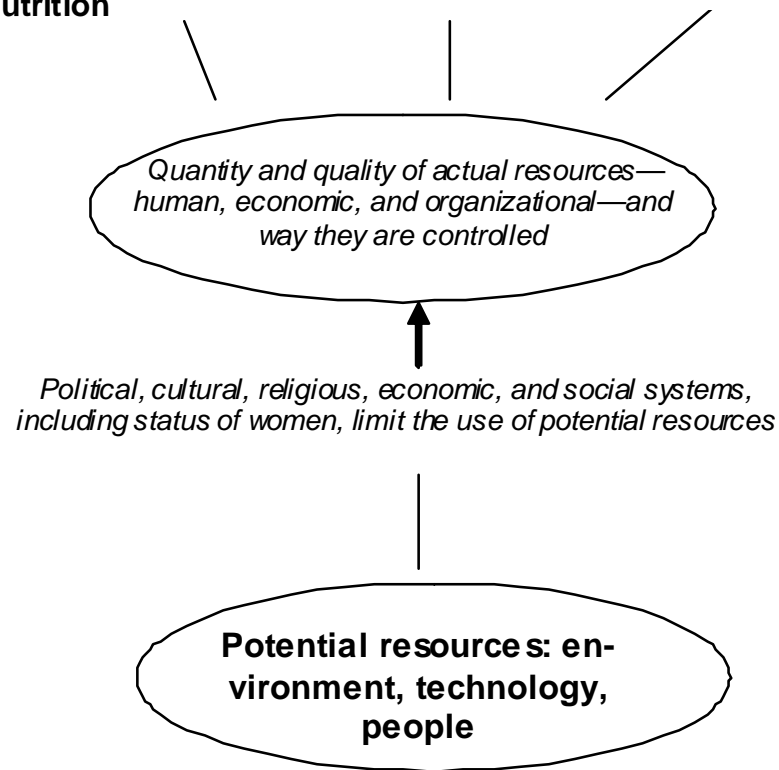 utrition
Quantity and quality of actual resources—
human, economic, and organizational—and
way they are controlled
Political, cultural, religious, economic, and social systems,
including status of women, limit the use of potential resources
Potential resources: en-
vironment, technology,
people